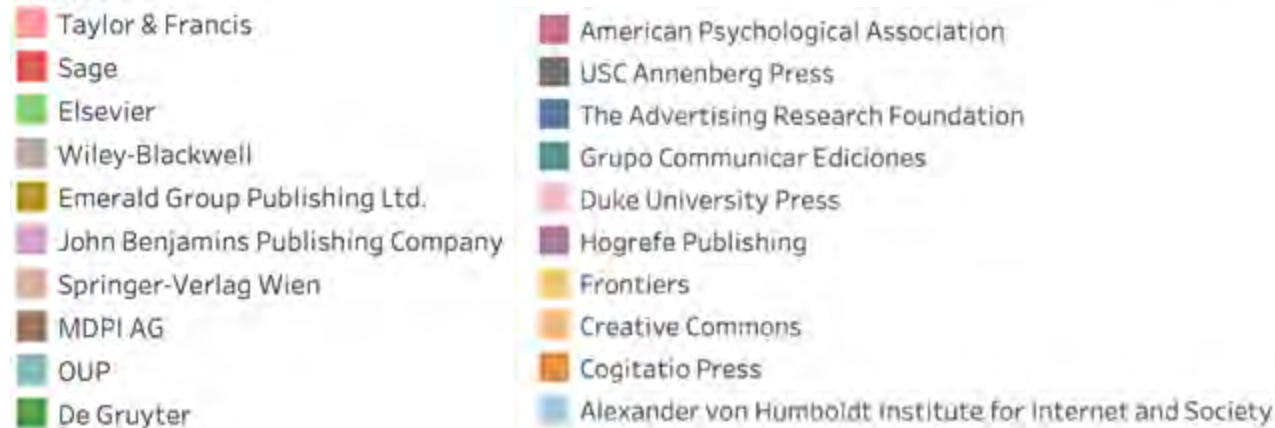 Taylor & Francis
Sage
Elsevier
Wiley-Blackwell
Emerald Group Publishing Ltd.
John Benjamins Publishing Company
Springer-Verlag Wien
MDPI AG
OUP
De Gruyter
American Psychological Association
USC Annenberg Press
The Advertising Research Foundation
Grupo Communicar Ediciones
Duke University Press
Hogrefe Publishing
Frontiers
Creative Commons
Cogitatio Press
Alexander von Humboldt Institute for Internet and Society